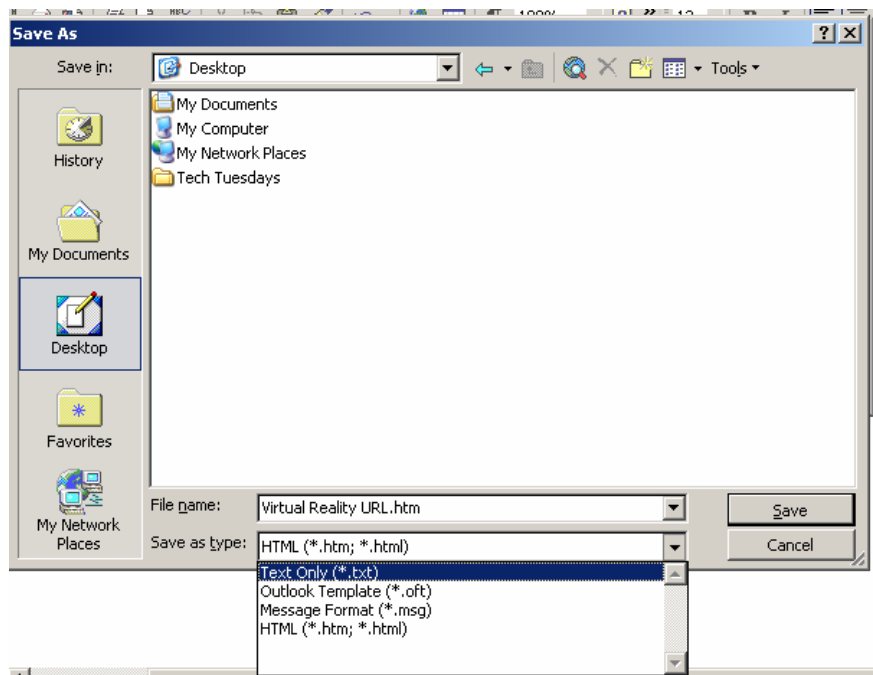 100%
Save As
Save in:
Desktop
Tools
My Documents
My Computer
My Network Places
Tech Tuesdays
History
My Documents
Desktop
Favorites
My Network
Places
File name:
Virtual Reality URL.htm
Save
Save as type:
HTML (*.htm; *.html)
Cancel
Text Only (*.txt)
Outlook Template (*.oft)
Message Format (*.msg)
HTML (*.htm; *.html)